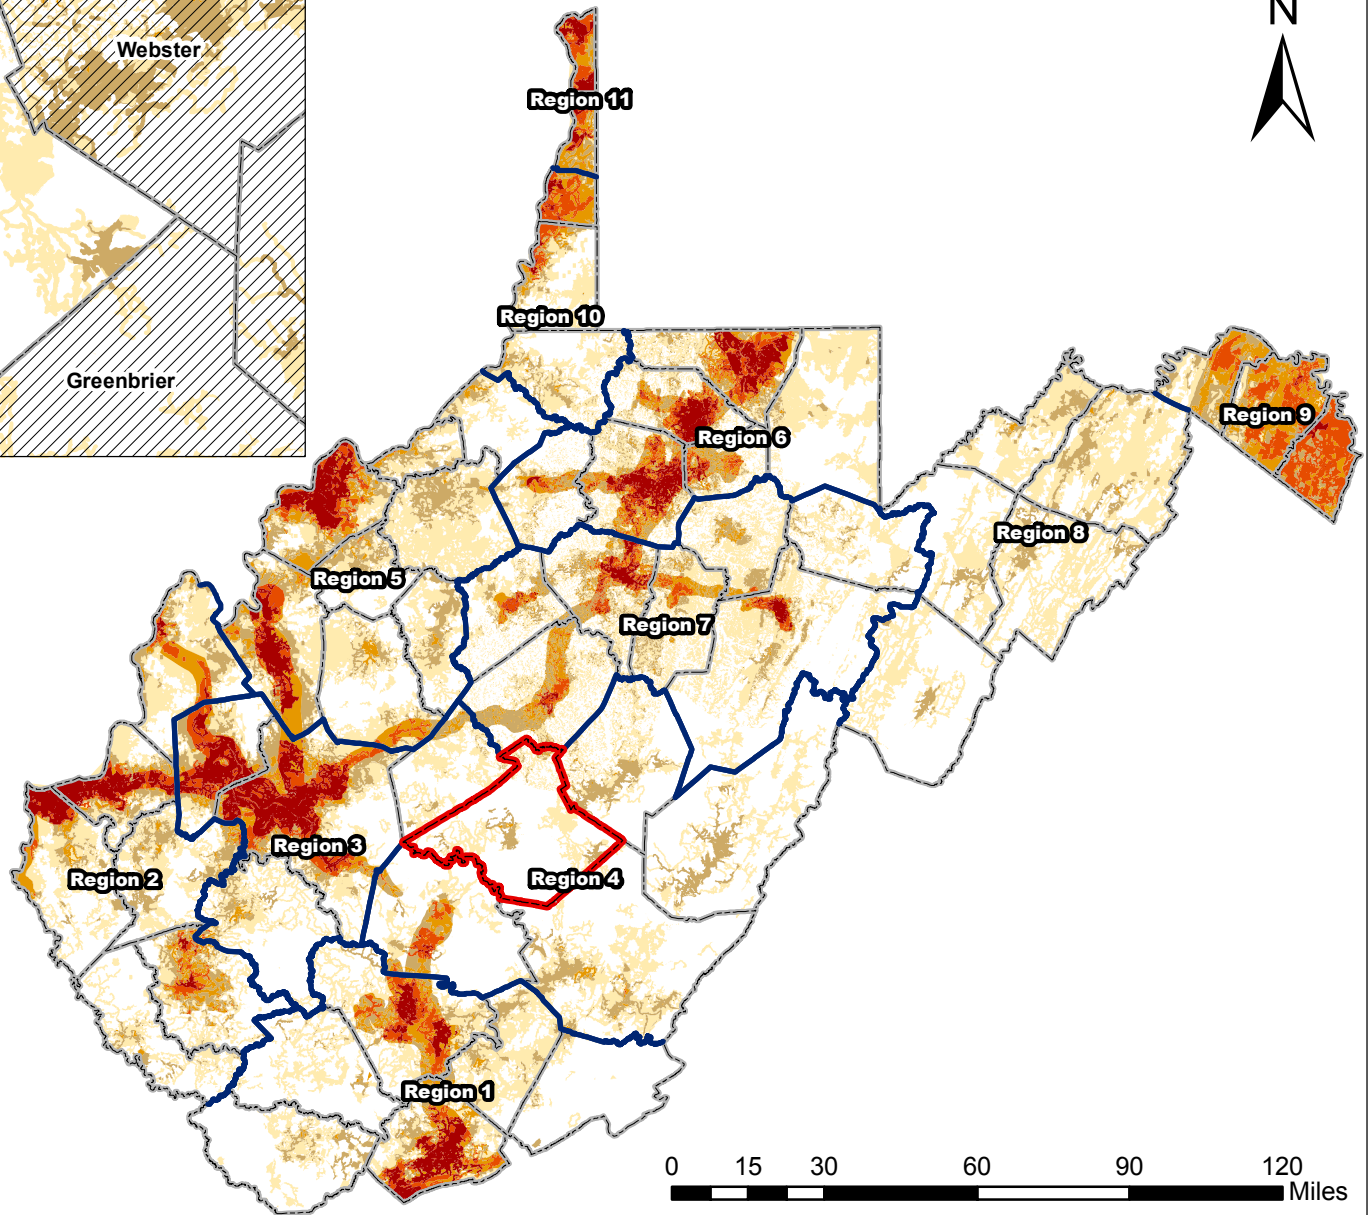 N
Webster
Region 11
Region 10
Greenbrier
Region 9
Region 6
Region 8
Region 5
Region 7
Region 3
Region 2
Region 4
Region 1
0 15 30 60 90 120
Miles